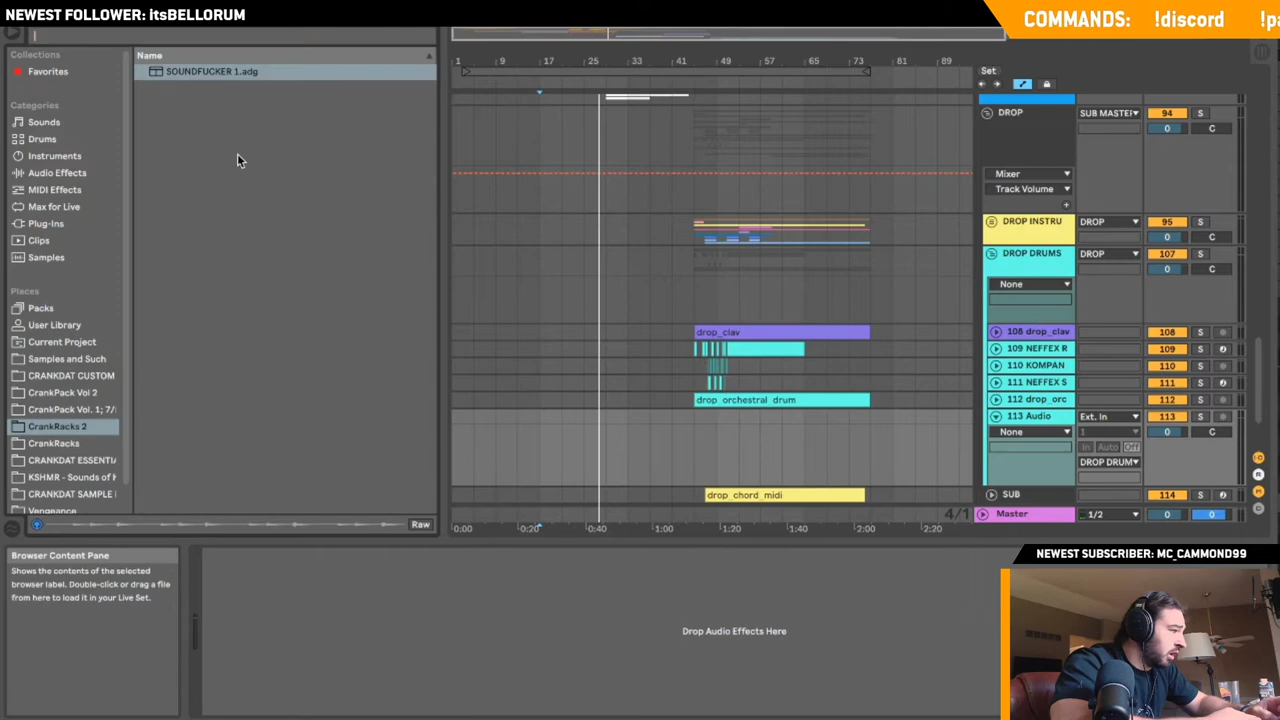 NEWEST FOLLOWER: itsBELLORUM
COMMANDS: !discord
Collections
Favorites
Categories
Sounds
Drums
Instruments
Audio Effects
MIDI Effects
Max for Live
Plug-Ins
Clips
Samples
Places
Packs
User Library
Current Project
Samples and Such
CRANKDAT CUSTOM
CrankPack Vol 2
CrankPack Vol. 1; 7/
CrankRacks 2
CrankRacks
CRANKDAT ESSENTIA
KSHMR - Sounds of K
CRANKDAT SAMPLE
Vengeance
Name
SOUNDFUCKER 1.adg
Raw
1 9 17 25 33 41 49 57 65 73 81 89
Set
DROP SUB MASTER 94 S
0 C
Mixer
Track Volume
DROP INSTRU DROP 95 S
0 C
DROP DRUMS DROP 107 S
0 C
None
drop_clav 108 drop_clav 108 S
109 NEFFEX R 109 S
110 KOMPAN 110 S
111 NEFFEX S 111 S
drop orchestral drum 112 drop_orc 112 S
113 Audio Ext. In 113 S
None 1 0 C
In Auto Off
DROP DRUM
drop_chord_midi SUB 114 S
4/1 Master 1/2 0 0
0:00 0:20 0:40 1:00 1:20 1:40 2:00 2:20
Browser Content Pane
Shows the contents of the selected
browser label. Double-click or drag a file
from here to load it in your Live Set.
Drop Audio Effects Here
NEWEST SUBSCRIBER: MC_CAMMOND99